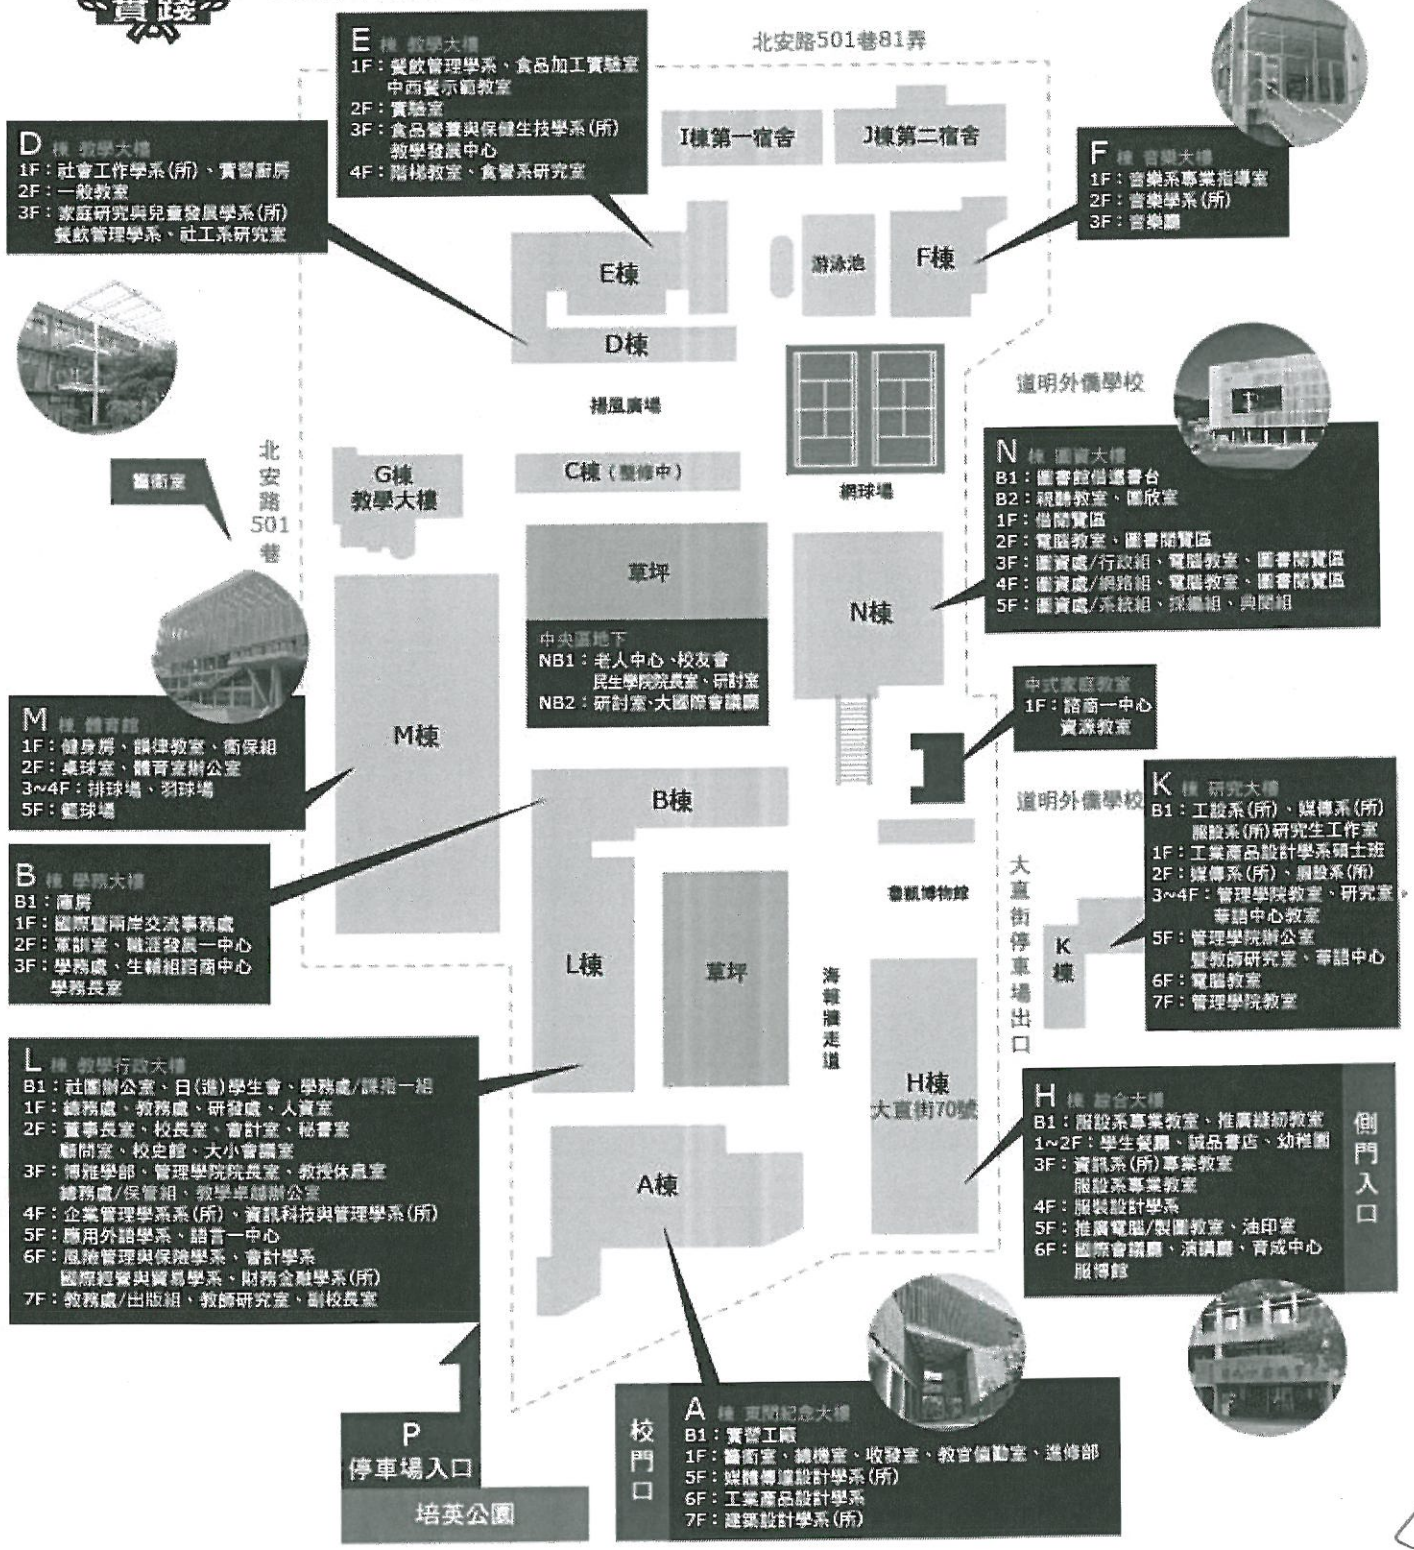 實踐
北安路501巷81弄
E 棟 教學大樓
1F：餐飲管理學系、食品加工實驗室
中西餐示範教室
2F：實驗室
3F：食品營養與保健生技學系(所)
教學發展中心
4F：階梯教室、食營系研究室
D 棟 教學大樓
1F：社會工作學系(所)、實習廚房
2F：一般教室
3F：家庭研究與兒童發展學系(所)
餐飲管理學系、社工系研究室
I棟第一宿舍
J棟第二宿舍
F 棟 音樂大樓
1F：音樂系專業指導室
2F：音樂學系(所)
3F：音樂廳
E棟
游泳池
F棟
D棟
揚風廣場
道明外僑學校
北安路501巷
警衛室
G棟
教學大樓
C棟（整修中）
網球場
N 棟 圖資大樓
B1：圖書館借還書台
B2：視聽教室、圖欣室
1F：借閱覽區
2F：電腦教室、圖書閱覽區
3F：圖資處/行政組、電腦教室、圖書閱覽區
4F：圖資處/網路組、電腦教室、圖書閱覽區
5F：圖資處/系統組、採編組、典閱組
草坪
N棟
中央區地下
NB1：老人中心、校友會
民生學院院長室、研討室
NB2：研討室、大國際會議廳
中式家庭教室
1F：諮商一中心
資源教室
M 棟 體育館
1F：健身房、韻律教室、衛保組
2F：桌球室、體育室辦公室
3~4F：排球場、羽球場
5F：籃球場
M棟
B棟
道明外僑學校
K 棟 研究大樓
B1：工設系(所)、媒傳系(所)
服設系(所)研究生工作室
1F：工業產品設計學系碩士班
2F：媒傳系(所)、服設系(所)
3~4F：管理學院教室、研究室
華語中心教室
5F：管理學院辦公室
暨教師研究室、華語中心
6F：電腦教室
7F：管理學院教室
B 棟 學務大樓
B1：庫房
1F：國際暨兩岸交流事務處
2F：軍訓室、職涯發展一中心
3F：學務處、生輔組諮商中心
學務長室
魯凱博物館
大直街停車場出口
K棟
L棟
草坪
海報牆走道
H棟
大直街70號
L 棟 教學行政大樓
B1：社團辦公室、日(進)學生會、學務處/課指一組
1F：總務處、教務處、研發處、人資室
2F：董事長室、校長室、會計室、秘書室
顧問室、校史館、大小會議室
3F：博雅學部、管理學院院長室、教授休息室
總務處/保管組、教學卓越辦公室
4F：企業管理學系系(所)、資訊科技與管理學系(所)
5F：應用外語學系、語言一中心
6F：風險管理與保險學系、會計學系
國際經營與貿易學系、財務金融學系(所)
7F：教務處/出版組、教師研究室、副校長室
H 棟 綜合大樓
B1：服設系專業教室、推廣縫紉教室
1~2F：學生餐廳、誠品書店、幼稚園
3F：資訊系(所)專業教室
服設系專業教室
4F：服裝設計學系
5F：推廣電腦/製圖教室、油印室
6F：國際會議廳、演講廳、育成中心
服博館
側門入口
A棟
P
停車場入口
培英公園
校門口
A 棟 東閔紀念大樓
B1：實習工廠
1F：警衛室、總機室、收發室、教官值勤室、進修部
5F：媒體傳達設計學系(所)
6F：工業產品設計學系
7F：建築設計學系(所)